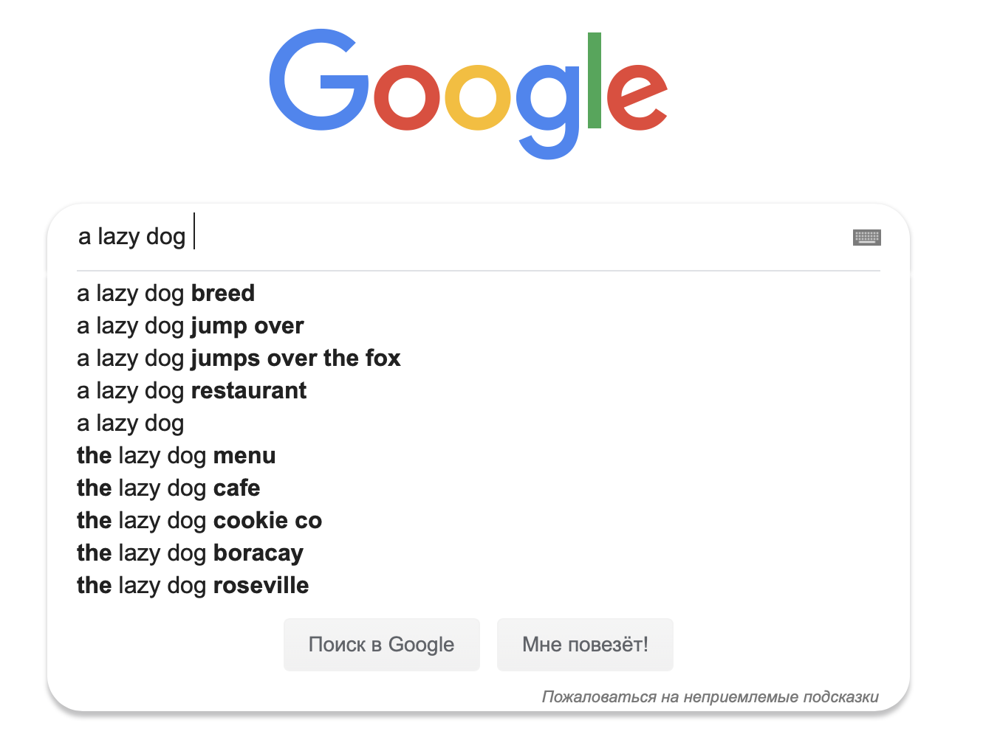 Google
a lazy dog
a lazy dog breed
a lazy dog jump over
a lazy dog jumps over the fox
a lazy dog restaurant
a lazy dog
the lazy dog menu
the lazy dog cafe
the lazy dog cookie co
the lazy dog boracay
the lazy dog roseville
Поиск в Google Мне повезёт!
Пожаловаться на неприемлемые подсказки